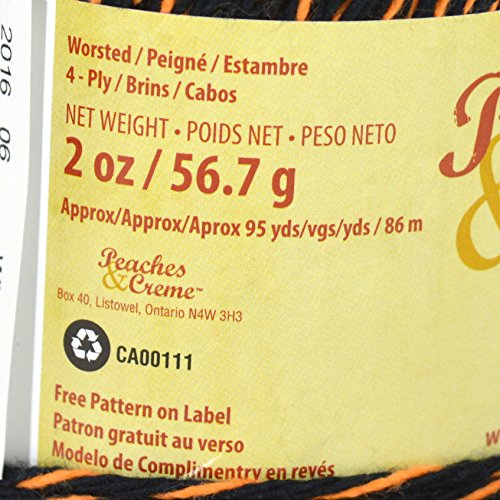 2016 06
Worsted / Peigné / Estambre
4 - Ply / Brins / Cabos
NET WEIGHT • POIDS NET • PESO NETO
2 oz / 56.7 g
Approx/Approx/Aprox 95 yds/vgs/yds / 86 m
Peaches
& Creme™
Box 40, Listowel, Ontario N4W 3H3
CA00111
Free Pattern on Label
Patron gratuit au verso
Modelo de Complimentry en revés